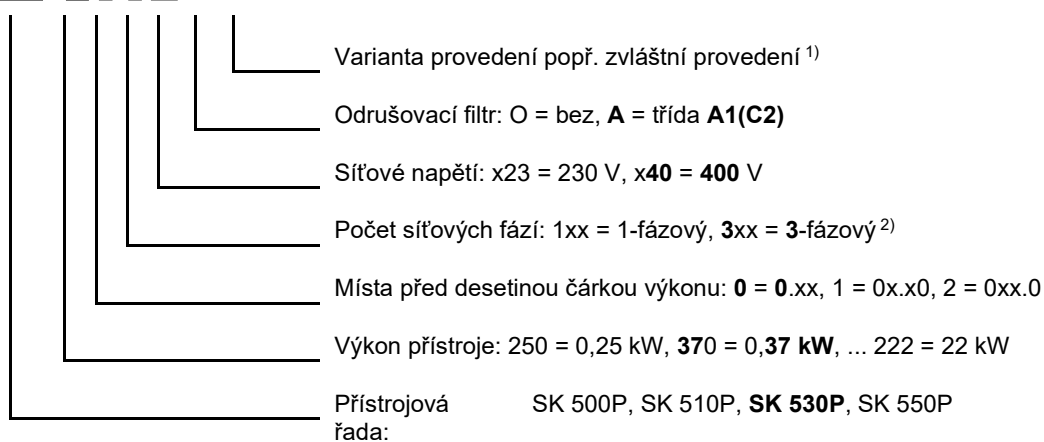 Varianta provedení popř. zvláštní provedení 1)
Odrušovací filtr: O = bez, A = třída A1(C2)
Síťové napětí: x23 = 230 V, x40 = 400 V
Počet síťových fází: 1xx = 1-fázový, 3xx = 3-fázový 2)
Místa před desetinou čárkou výkonu: 0 = 0.xx, 1 = 0x.x0, 2 = 0xx.0
Výkon přístroje: 250 = 0,25 kW, 370 = 0,37 kW, ... 222 = 22 kW
Přístrojová SK 500P, SK 510P, SK 530P, SK 550P
řada: